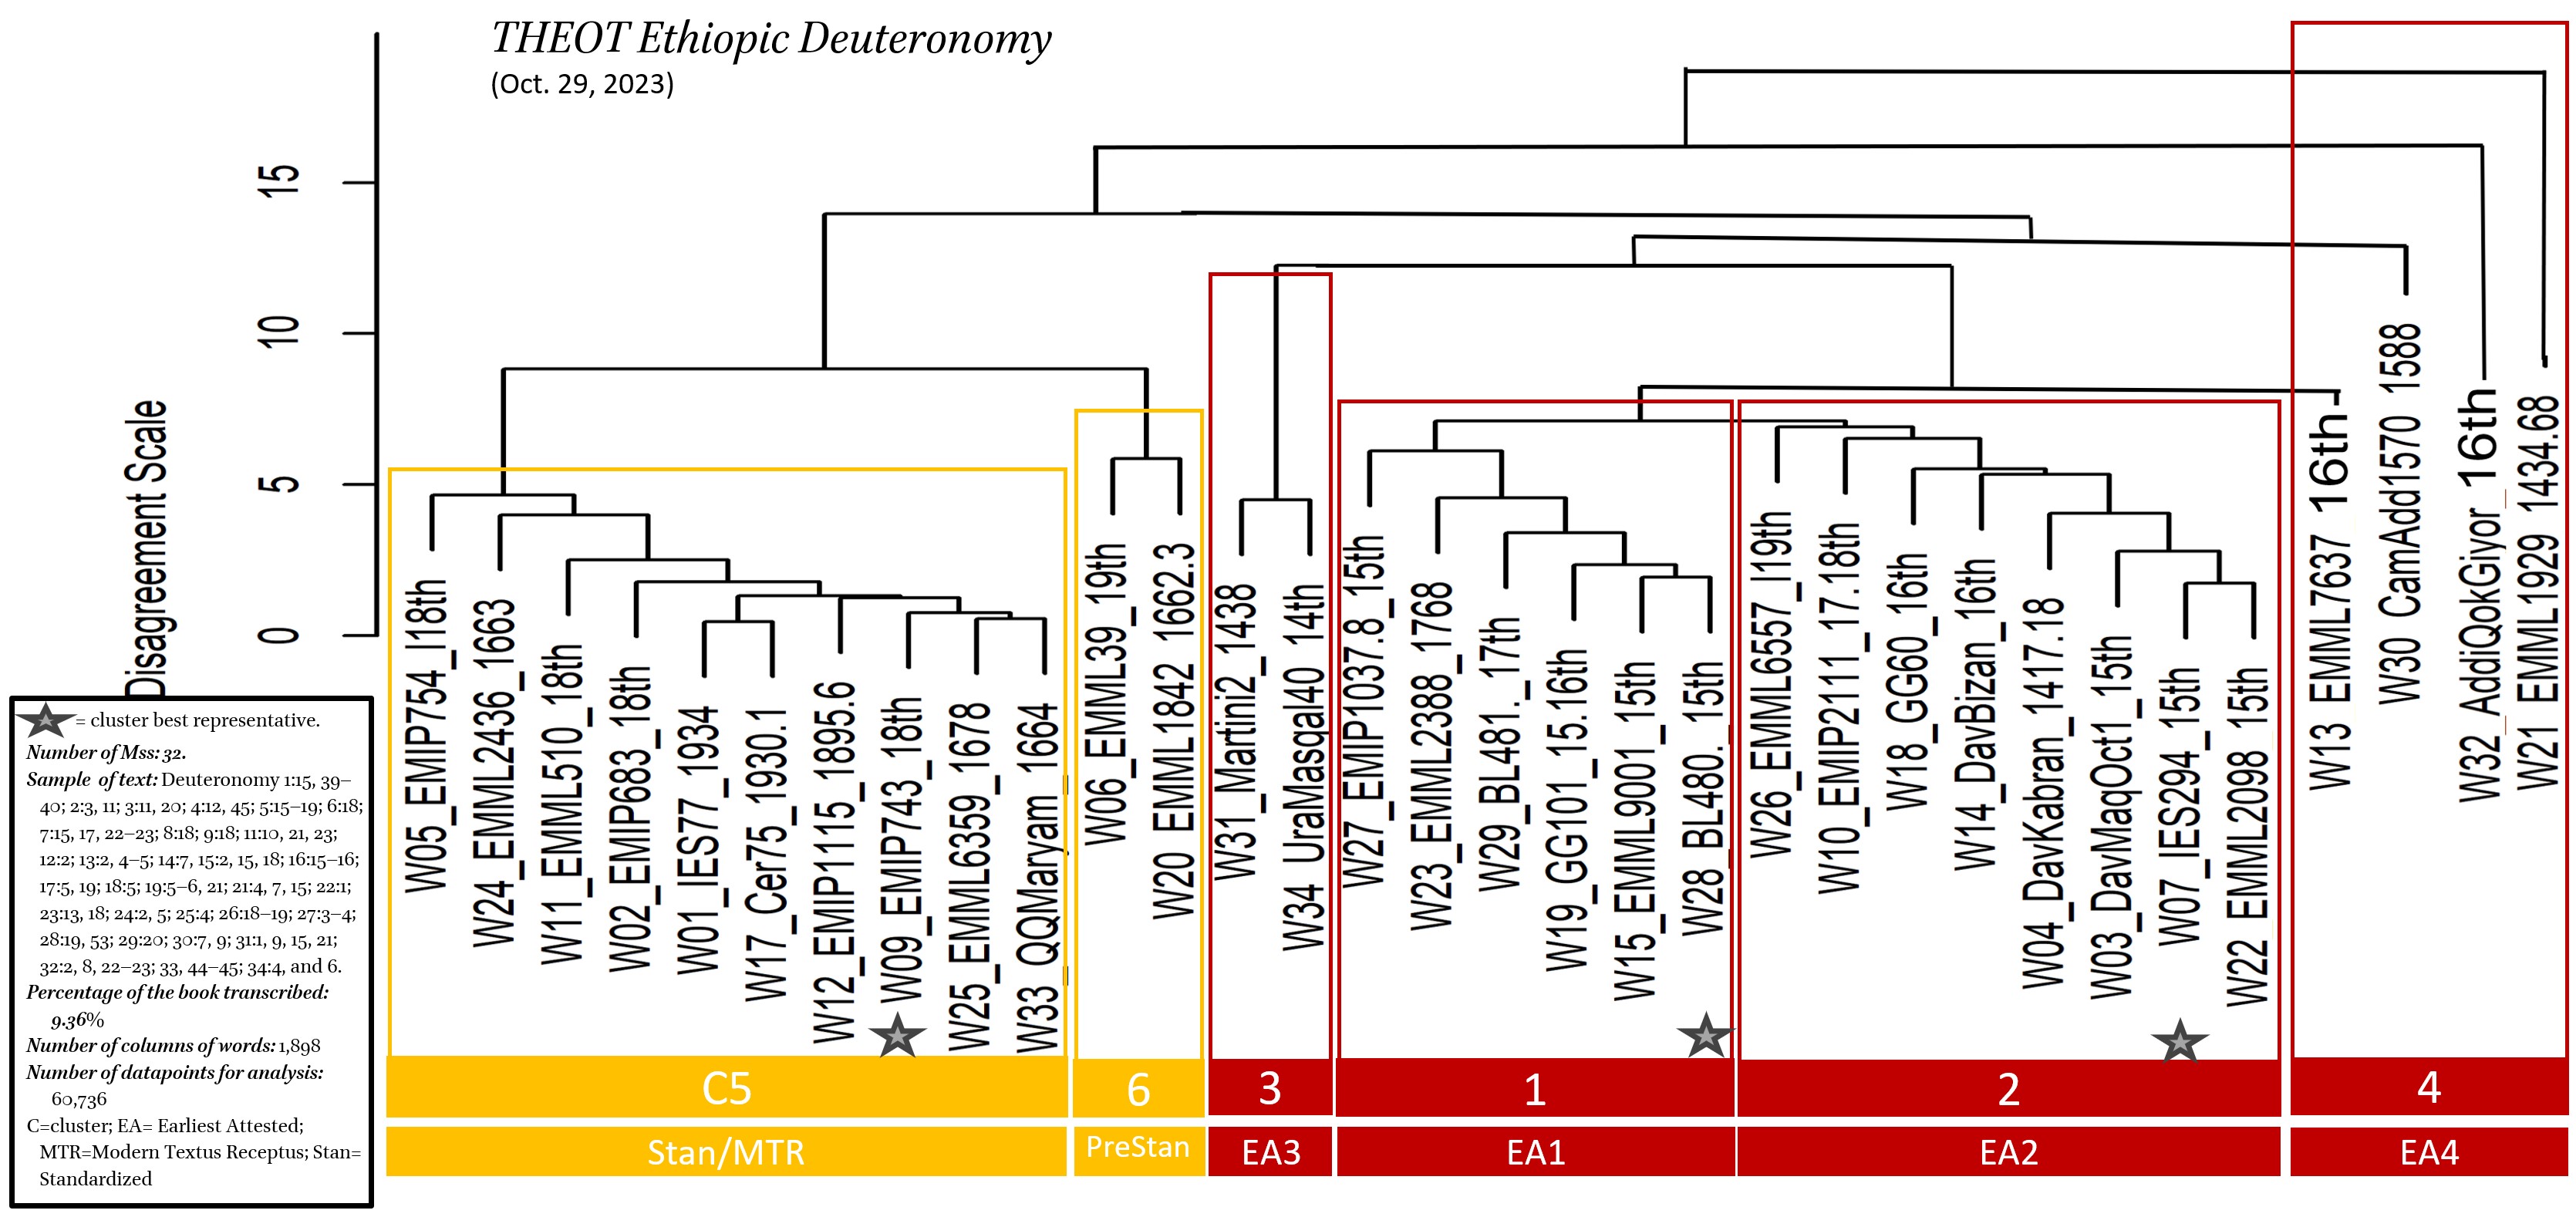 THEOT Ethiopic Deuteronomy
(Oct. 29, 2023)
Disagreement Scale
15
10
5
0
W05_EMIP754_l18th
W24_EMML2436_1663
W11_EMML510_18th
W02_EMIP683_18th
W01_IES77_1934
W17_Cer75_1930.1
W12_EMIP1115_1895.6
W09_EMIP743_18th
W25_EMML6359_1678
W33_QQMaryam_1664
W06_EMML39_19th
W20_EMML1842_1662.3
W31_Martini2_1438
W34_UraMasqal40_14th
W27_EMIP1037.8_15th
W23_EMML2388_1768
W29_BL481._17th
W19_GG101_15.16th
W15_EMML9001_15th
W28_BL480._15th
W26_EMML6557_l19th
W10_EMIP2111_17.18th
W18_GG60_16th
W14_DavBizan_16th
W04_DavKabran_1417.18
W03_DavMaqOct1_15th
W07_IES294_15th
W22_EMML2098_15th
W13_EMML7637_16th
W30_CamAdd1570_1588
W32_AddiQokGiyor_16th
W21_EMML1929_1434.68
= cluster best representative.
Number of Mss: 32.
Sample of text: Deuteronomy 1:15, 39–
40; 2:3, 11; 3:11, 20; 4:12, 45; 5:15–19; 6:18;
7:15, 17, 22–23; 8:18; 9:18; 11:10, 21, 23;
12:2; 13:2, 4–5; 14:7, 15:2, 15, 18; 16:15–16;
17:5, 19; 18:5; 19:5–6, 21; 21:4, 7, 15; 22:1;
23:13, 18; 24:2, 5; 25:4; 26:18–19; 27:3–4;
28:19, 53; 29:20; 30:7, 9; 31:1, 9, 15, 21;
32:2, 8, 22–23; 33, 44–45; 34:4, and 6.
Percentage of the book transcribed:
9.36%
Number of columns of words: 1,898
Number of datapoints for analysis:
60,736
C=cluster; EA= Earliest Attested;
MTR=Modern Textus Receptus; Stan=
Standardized
C5
6
3
1
2
4
Stan/MTR
PreStan
EA3
EA1
EA2
EA4